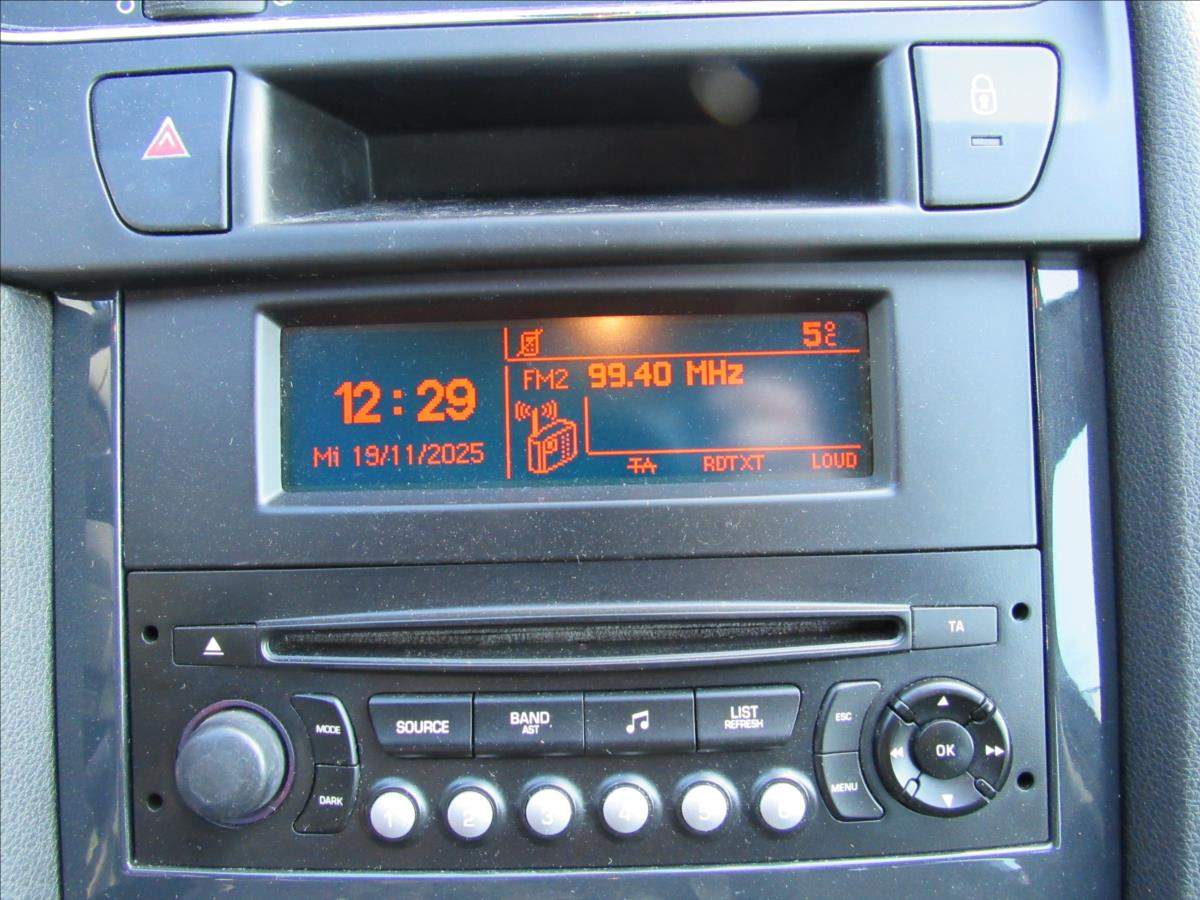 5°C
FM2 99.40 MHz
12:29
Mi 19/11/2025
TA RDTXT LOUD
TA
MODE
SOURCE
BAND
AST
LIST
REFRESH
ESC
OK
DARK
MENU
1 2 3 4 5 6